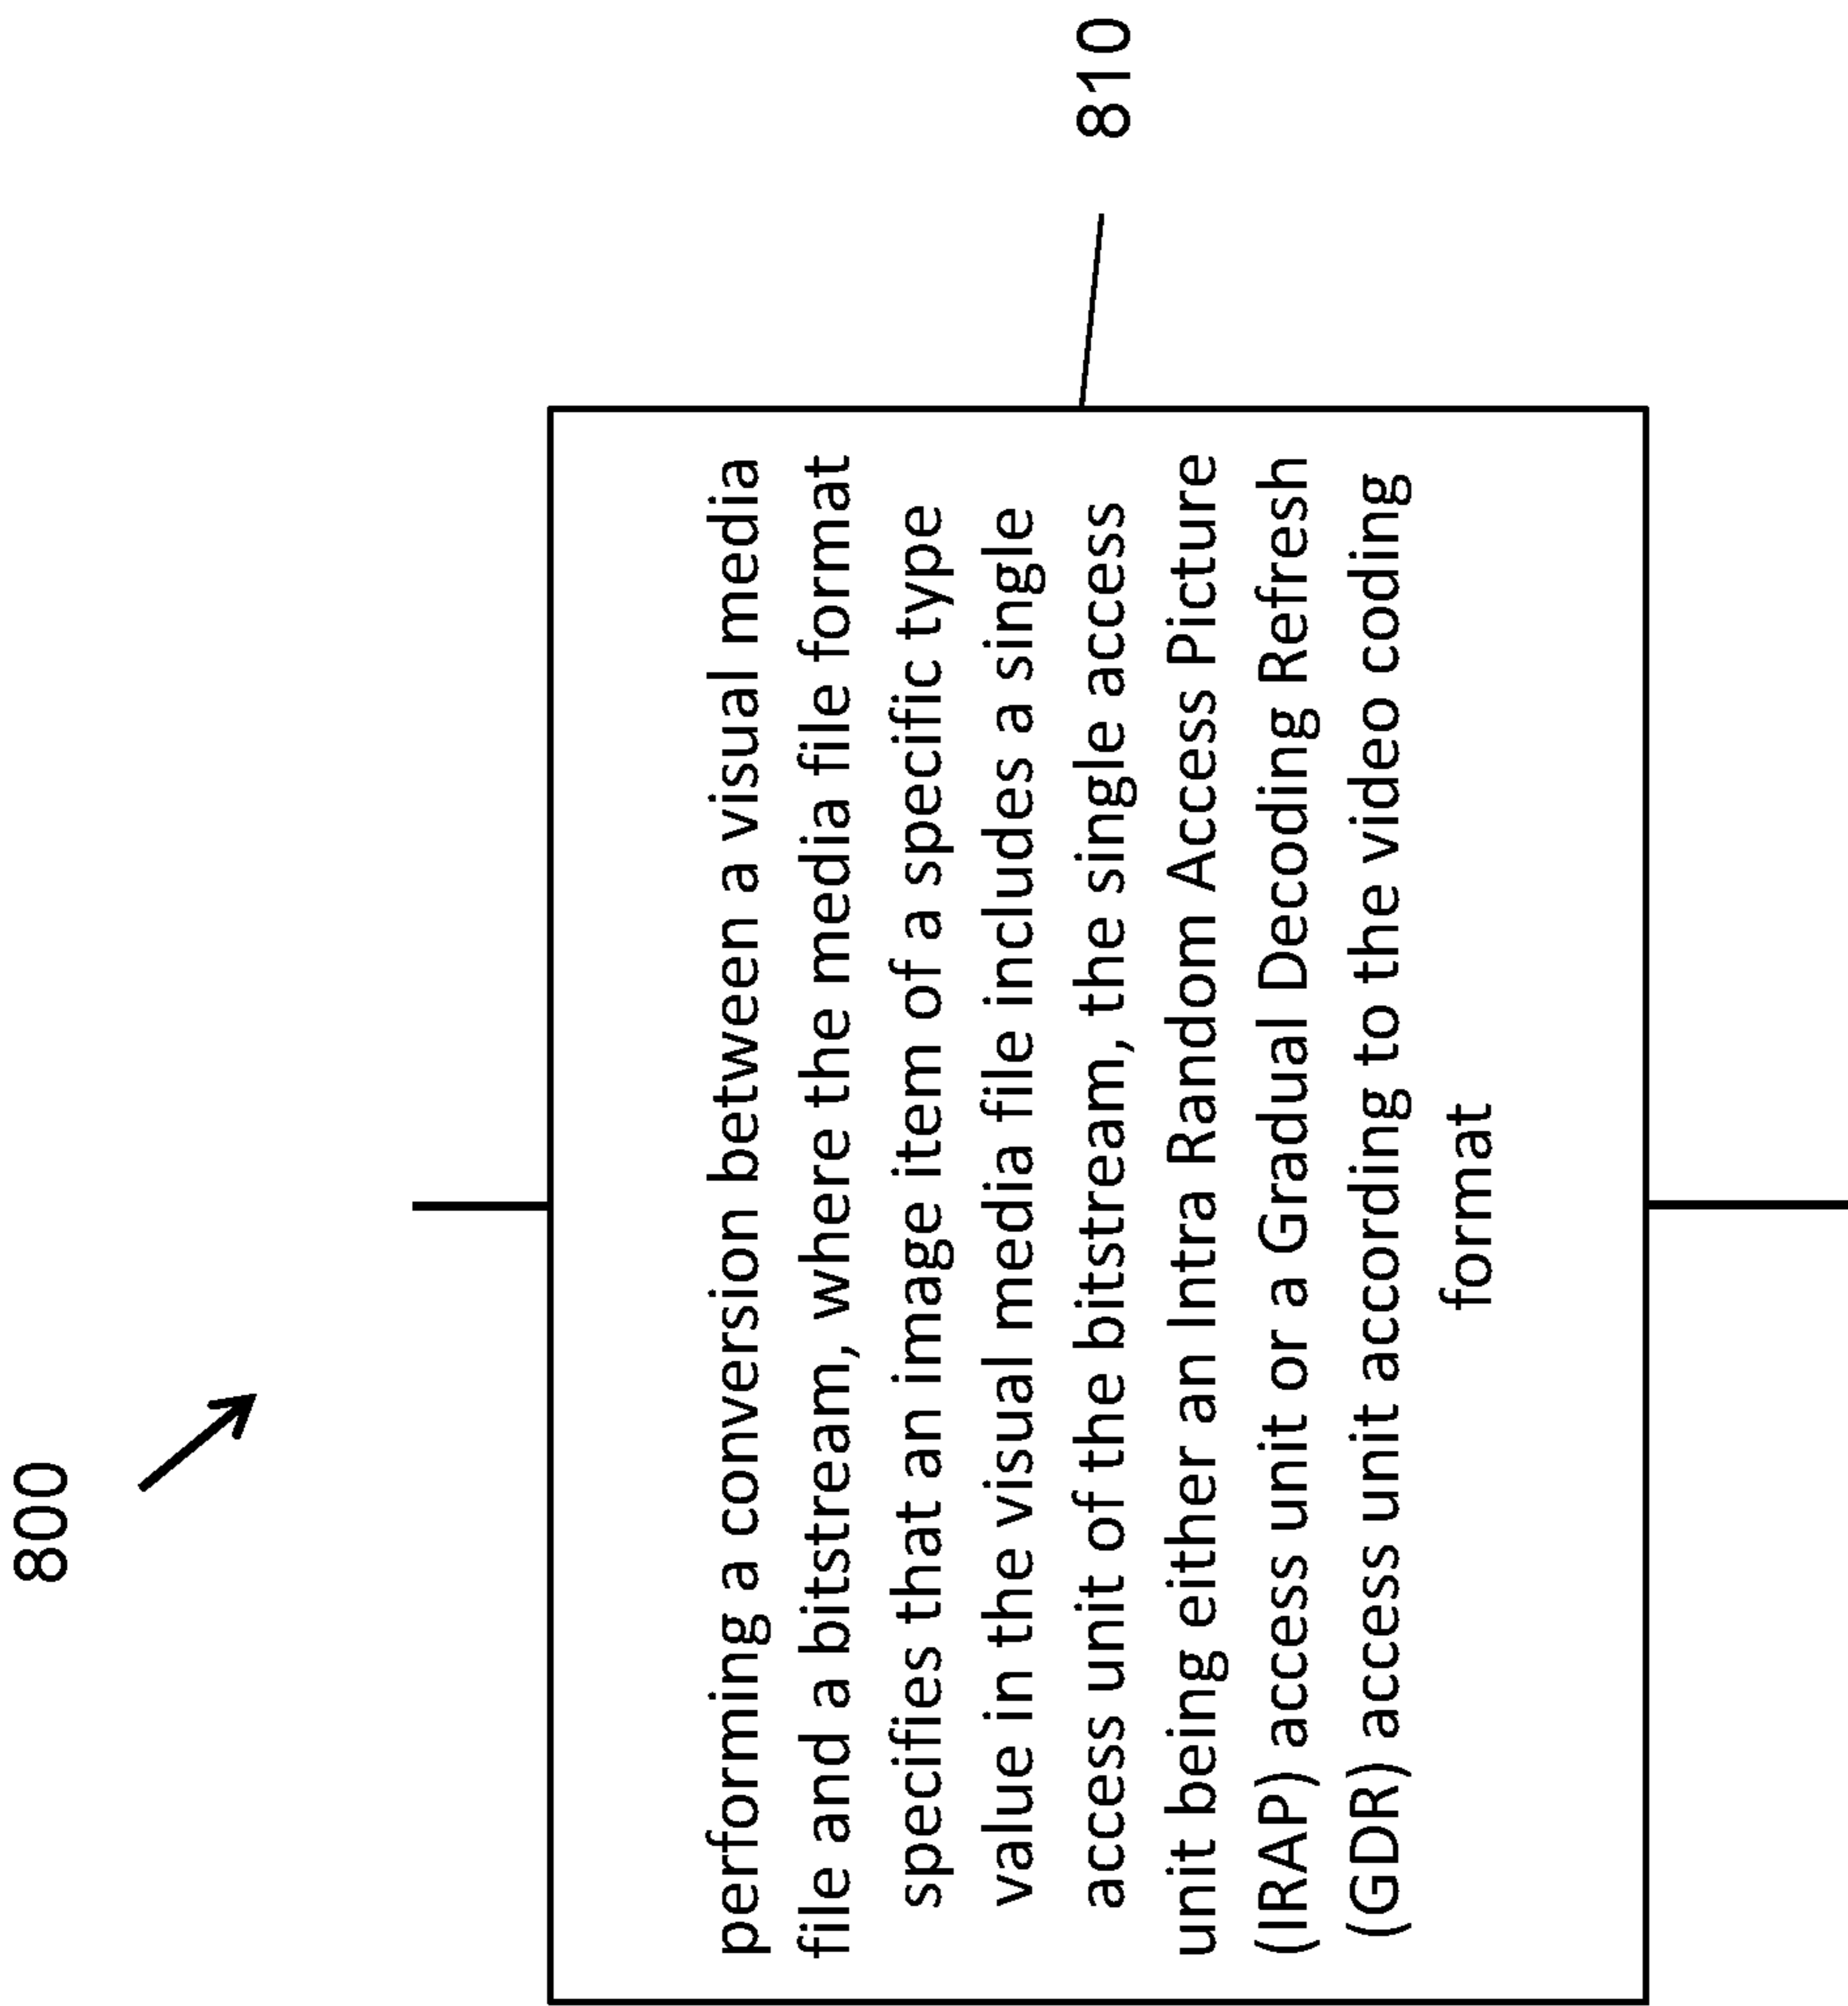 800
performing a conversion between a visual media
file and a bitstream, where the media file format
specifies that an image item of a specific type
value in the visual media file includes a single
access unit of the bitstream, the single access
unit being either an Intra Random Access Picture
(IRAP) access unit or a Gradual Decoding Refresh
(GDR) access unit according to the video coding
format
810